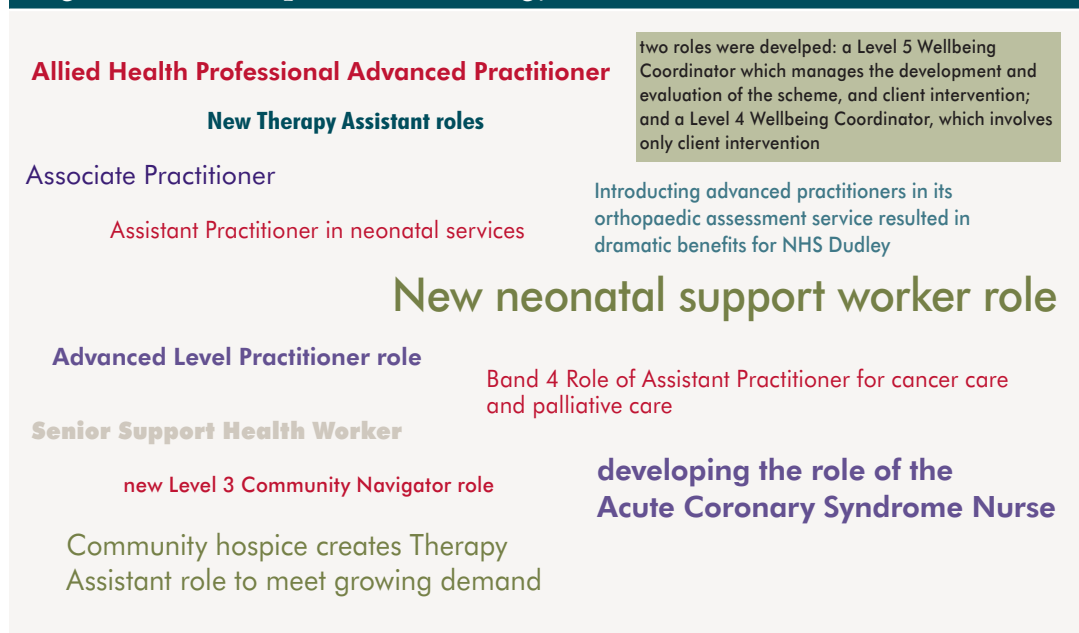 Allied Health Professional Advanced Practitioner
two roles were develped: a Level 5 Wellbeing
Coordinator which manages the development and
evaluation of the scheme, and client intervention;
and a Level 4 Wellbeing Coordinator, which involves
only client intervention
New Therapy Assistant roles
Associate Practitioner
Introducting advanced practitioners in its
orthopaedic assessment service resulted in
dramatic benefits for NHS Dudley
Assistant Practitioner in neonatal services
New neonatal support worker role
Advanced Level Practitioner role
Band 4 Role of Assistant Practitioner for cancer care
and palliative care
Senior Support Health Worker
developing the role of the
Acute Coronary Syndrome Nurse
new Level 3 Community Navigator role
Community hospice creates Therapy
Assistant role to meet growing demand